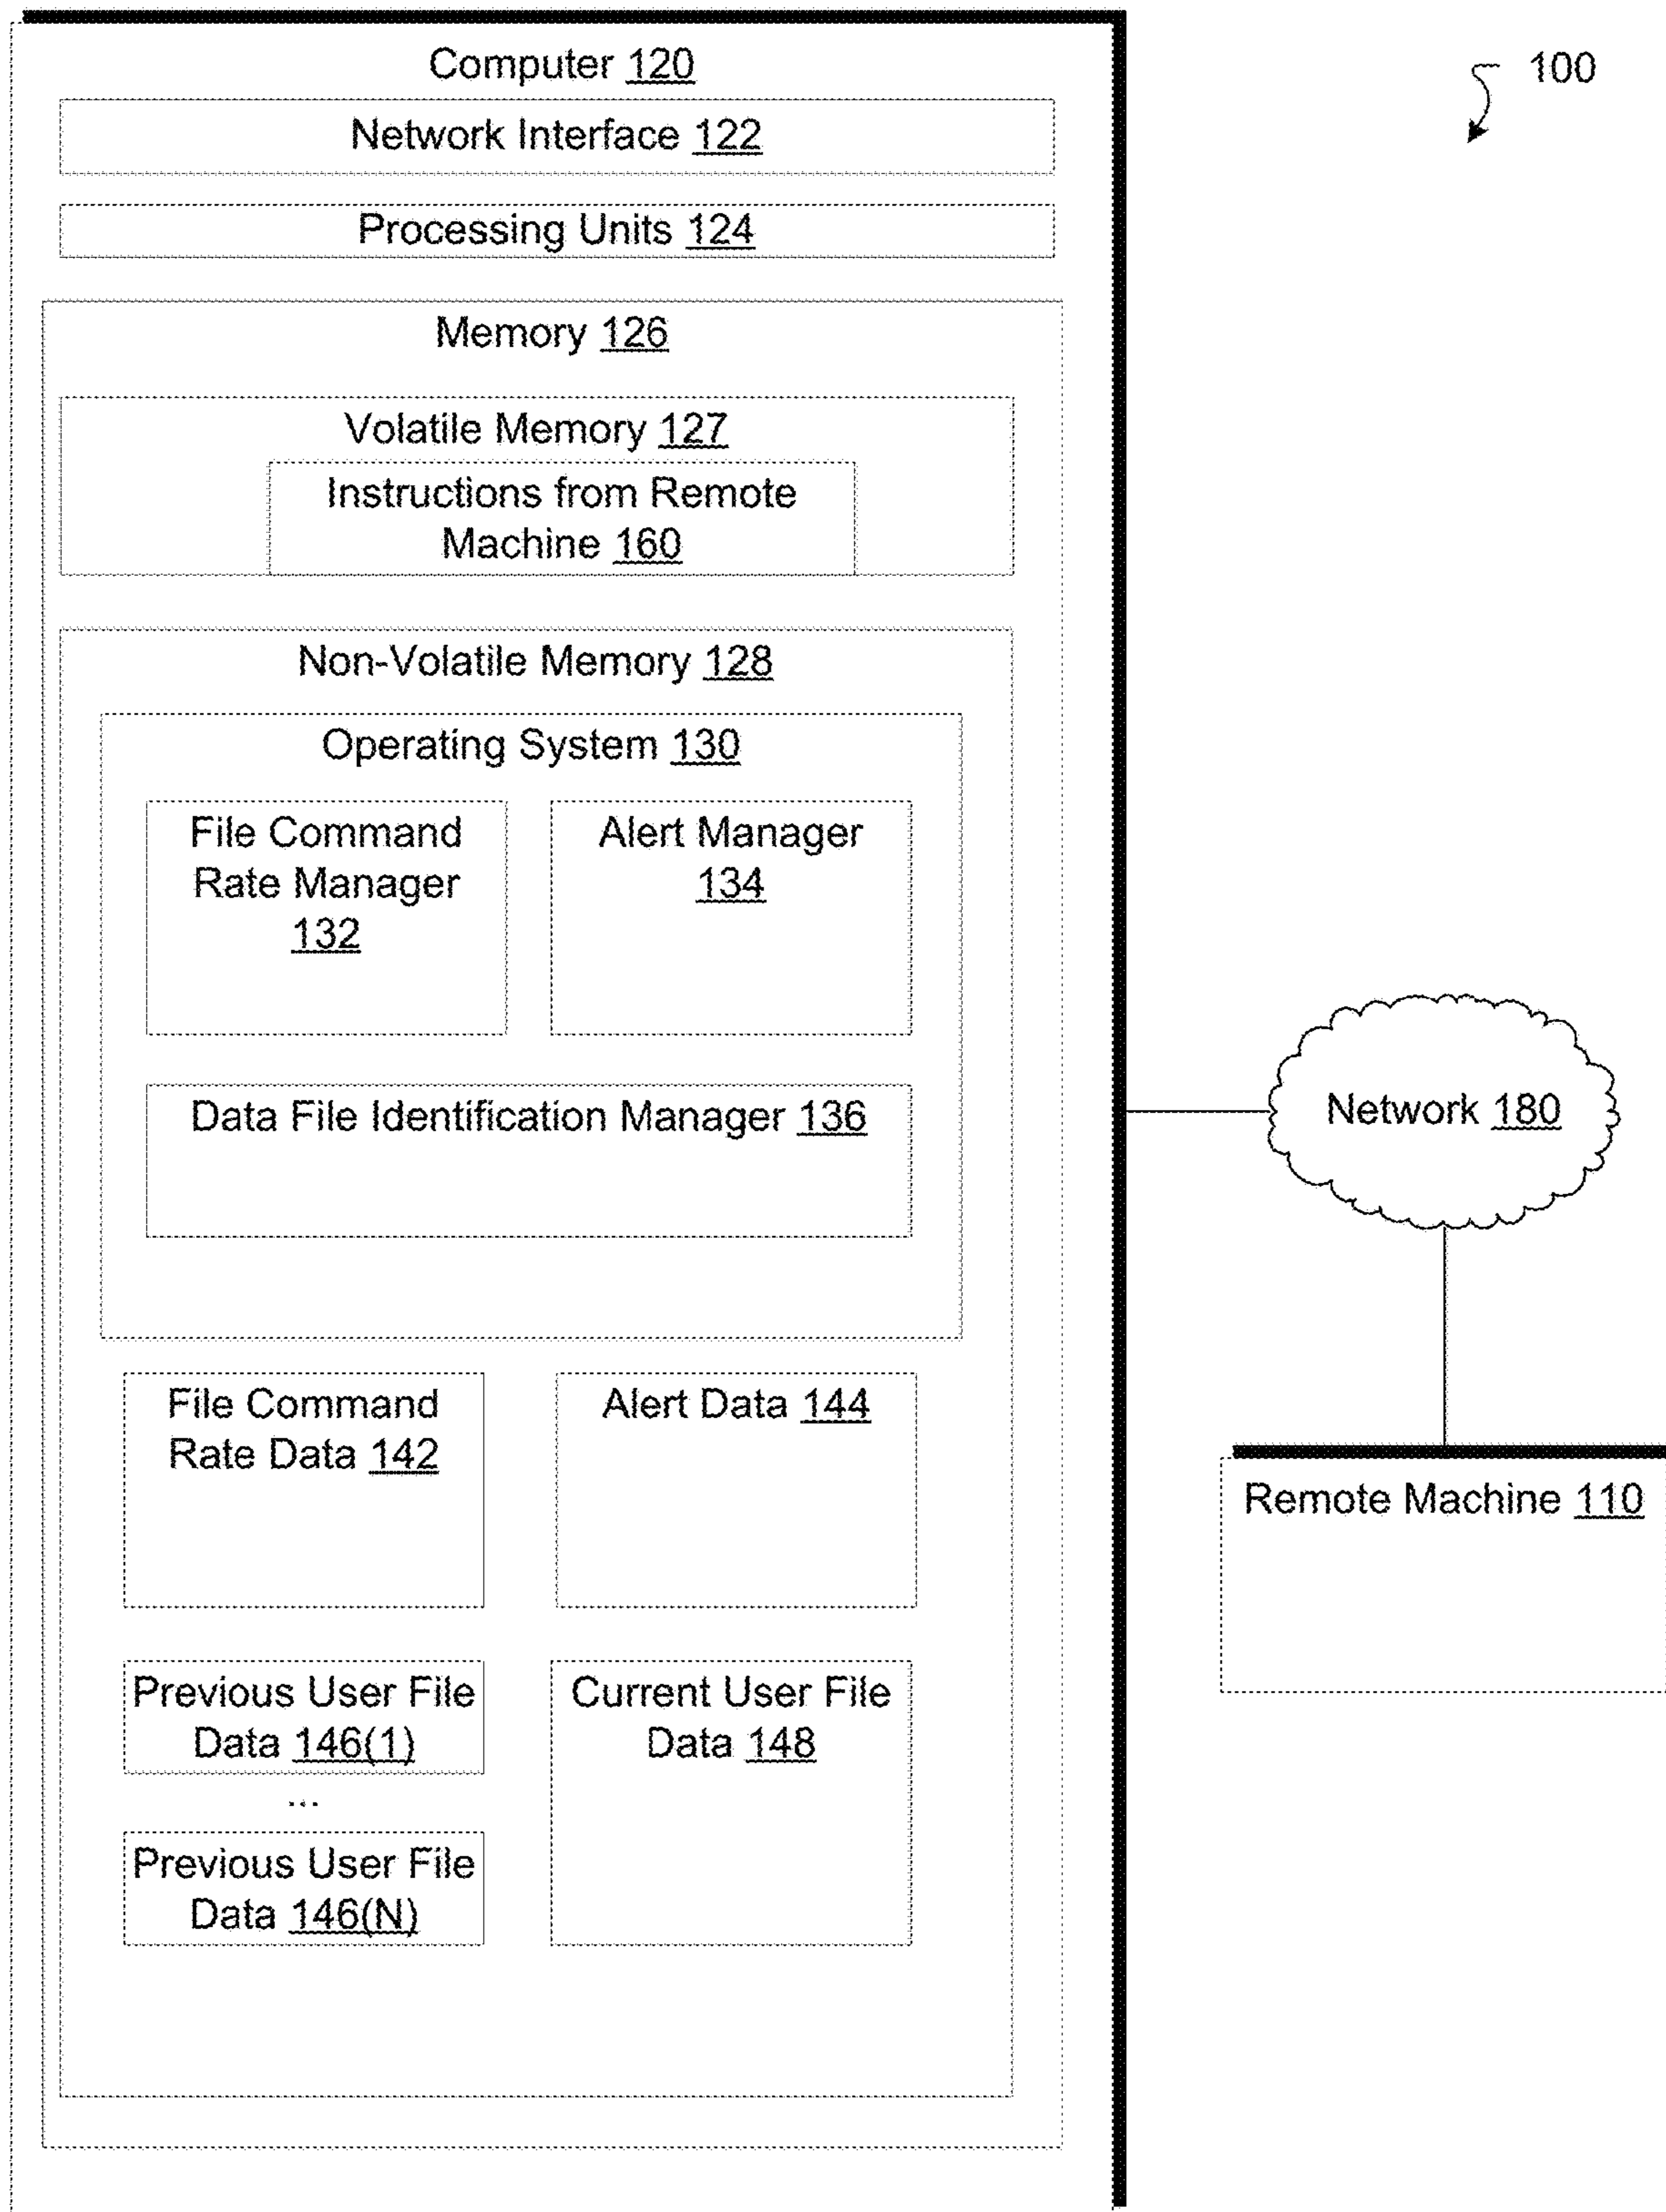 Computer 120
100
Network Interface 122
Processing Units 124
Memory 126
Volatile Memory 127
Instructions from Remote
Machine 160
Non-Volatile Memory 128
Operating System 130
File Command
Rate Manager
132
Alert Manager
134
Data File Identification Manager 136
Network 180
File Command
Rate Data 142
Alert Data 144
Remote Machine 110
Previous User File
Data 146(1)
...
Previous User File
Data 146(N)
Current User File
Data 148